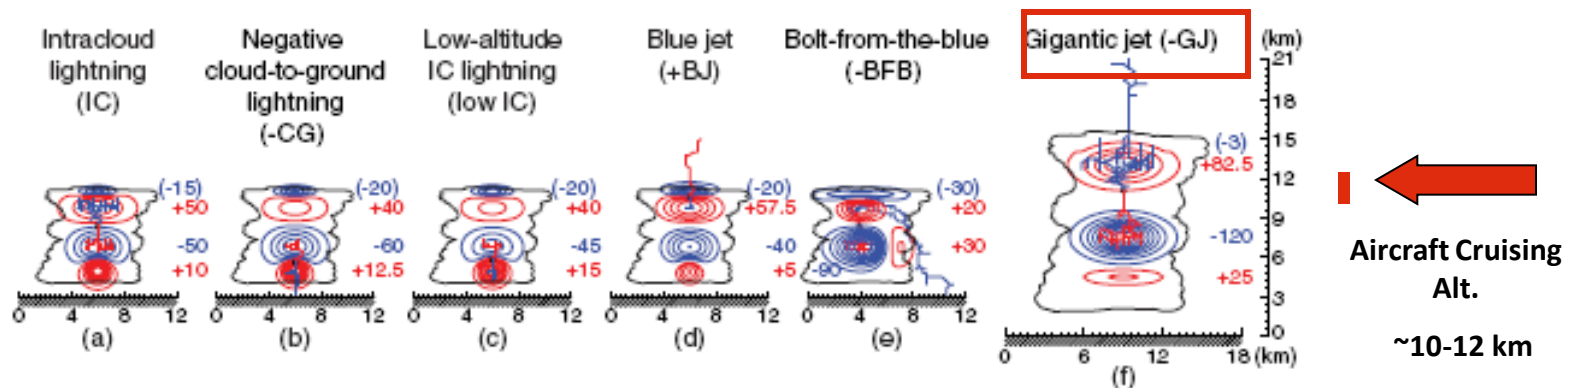 Intracloud
lightning
(IC)
Negative
cloud-to-ground
lightning
(-CG)
Low-altitude
IC lightning
(low IC)
Blue jet
(+BJ)
Bolt-from-the-blue
(-BFB)
Gigantic jet (-GJ)
(km)
21
18
15
12
9
6
3
0
(-15)
+50
-50
+10
(-20)
+40
-60
+12.5
(-20)
+40
-45
+15
(-20)
+57.5
-40
+5
(-30)
+20
+30
-90
(-3)
+82.5
-120
+25
0 4 8 12
(a)
0 4 8 12
(b)
0 4 8 12
(c)
0 4 8 12
(d)
0 4 8 12
(e)
0 6 12 18 (km)
(f)
Aircraft Cruising
Alt.
~10-12 km